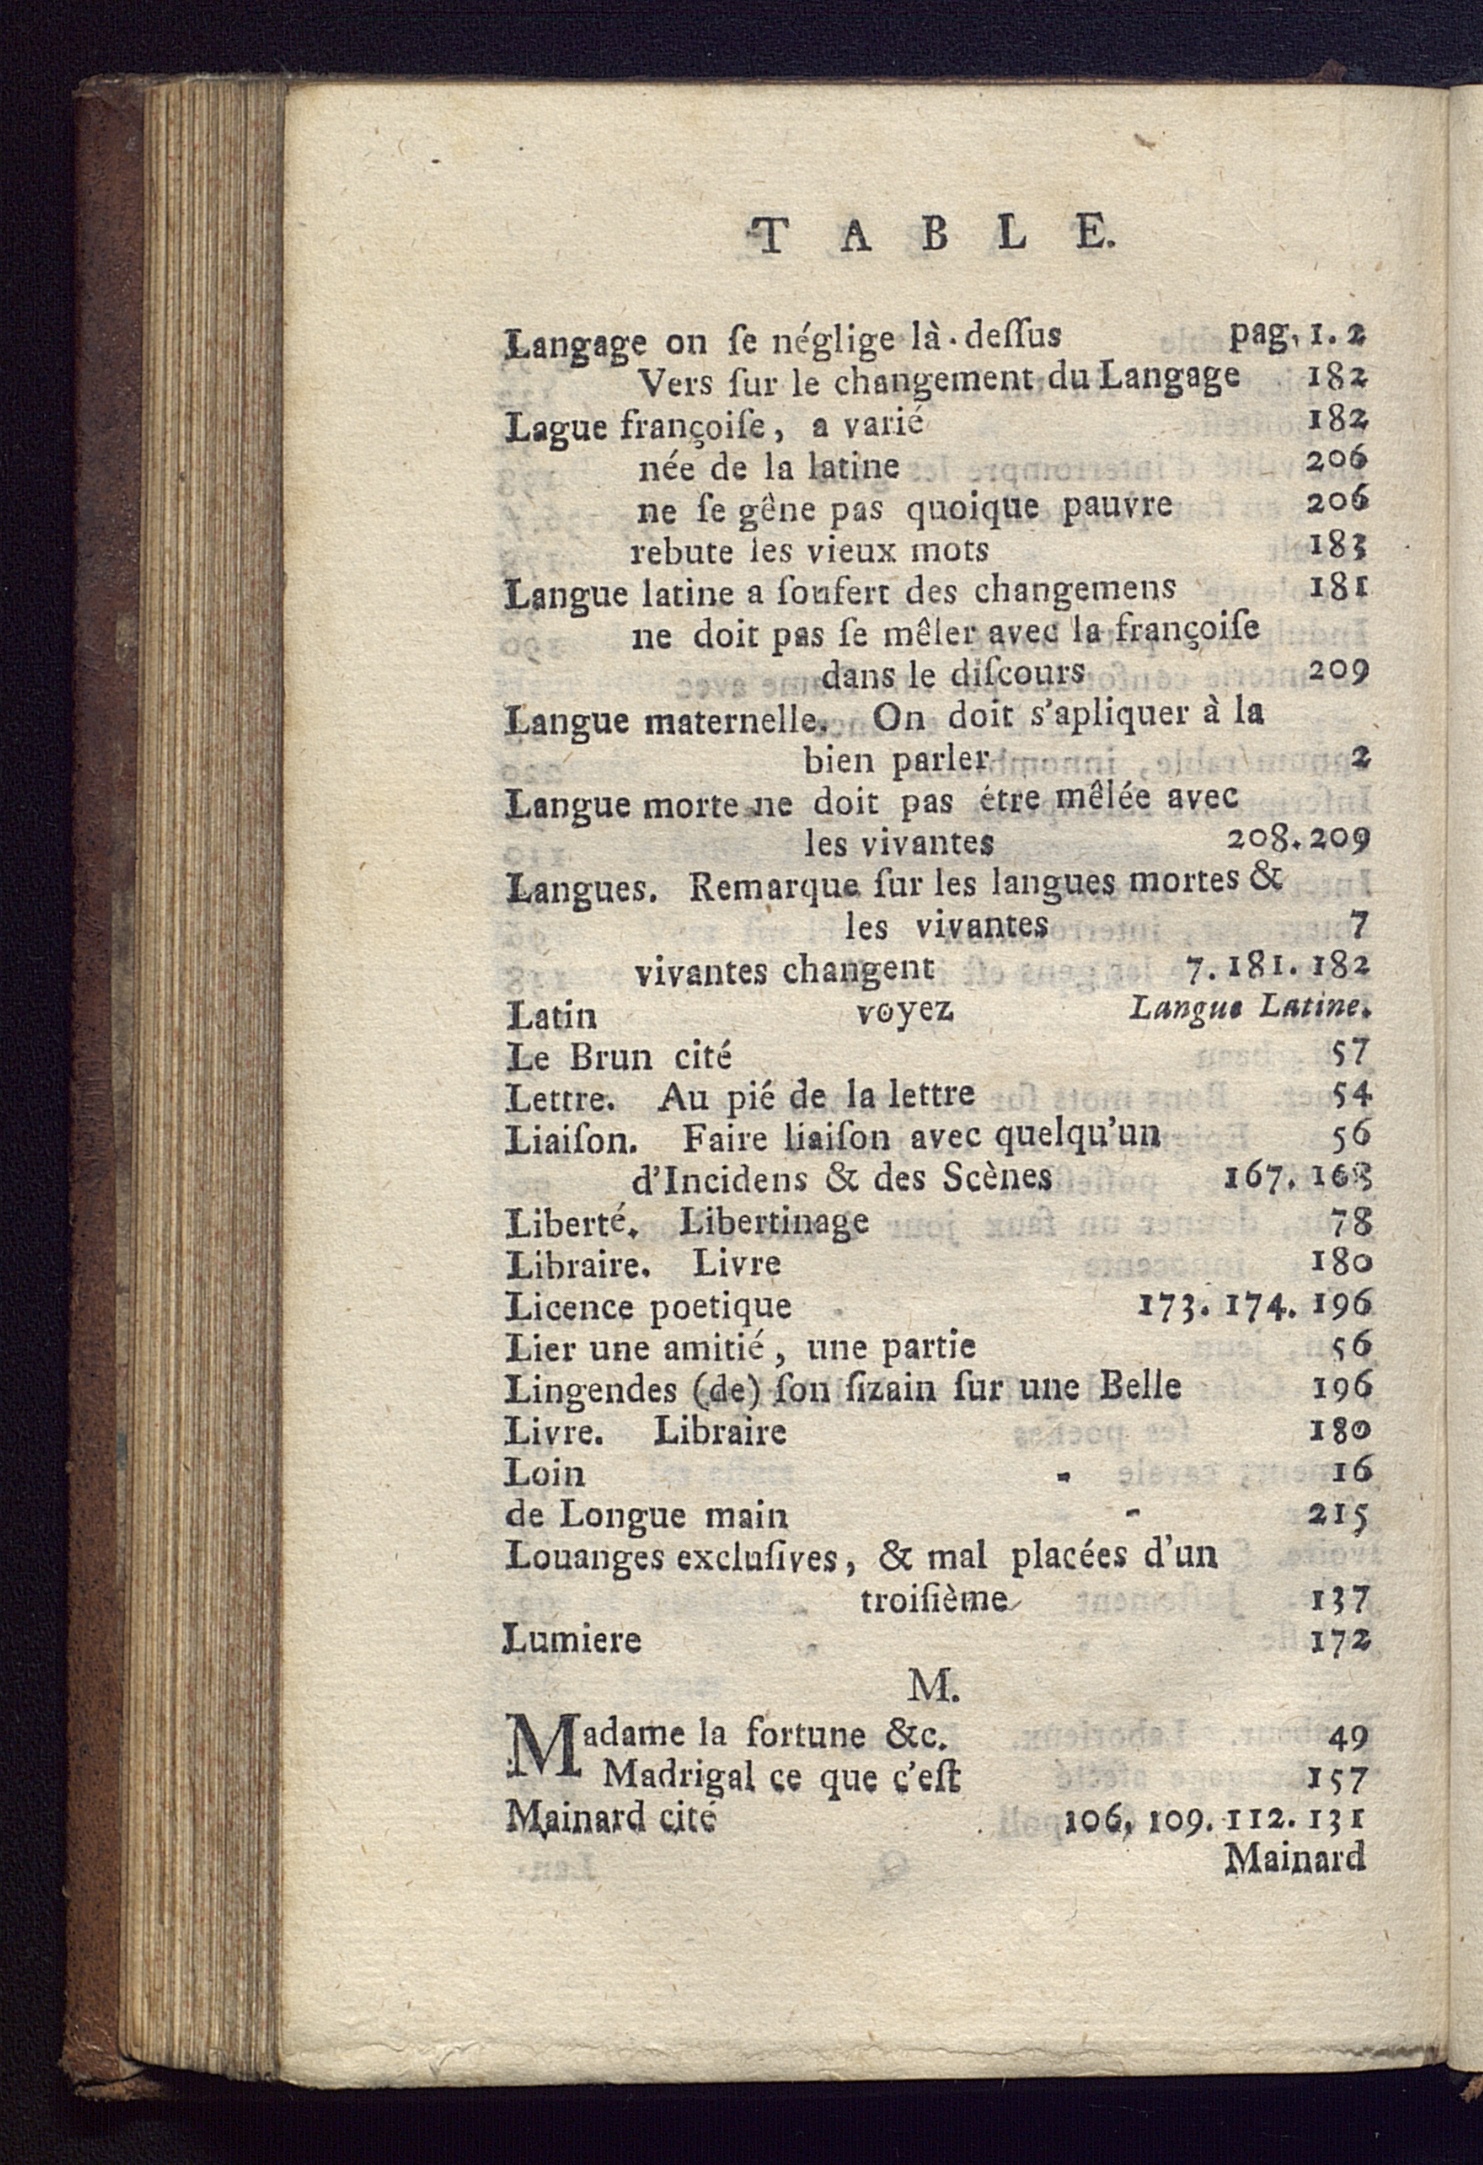 T A B L E.
Langage on ſe néglige là-deſſus pag. 1. 2
Vers ſur le changement du Langage 182
Lague françoiſe, a varié 182
née de la latine 206
ne ſe gêne pas quoique pauvre 206
rebute les vieux mots 183
Langue latine a ſoufert des changemens 181
ne doit pas ſe mêler avec la françoiſe
dans le diſcours 209
Langue maternelle. On doit s'apliquer à la
bien parler 2
Langue morte ne doit pas étre mêlée avec
les vivantes 208. 209
Langues. Remarque ſur les langues mortes &
les vivantes 7
vivantes changent 7. 181. 182
Latin voyez Langue Latine.
Le Brun cité 57
Lettre. Au pié de la lettre 54
Liaiſon. Faire liaiſon avec quelqu'un 56
d'Incidens & des Scènes 167. 168
Liberté. Libertinage 78
Libraire. Livre 180
Licence poetique 173. 174. 196
Lier une amitié, une partie 56
Lingendes (de) ſon ſizain ſur une Belle 196
Livre. Libraire 180
Loin - 16
de Longue main - 215
Louanges excluſives, & mal placées d'un
troiſième 137
Lumiere 172
M.
Madame la fortune &c. 49
Madrigal ce que c'eſt 157
Mainard cité 106, 109. 112. 131
Mainard